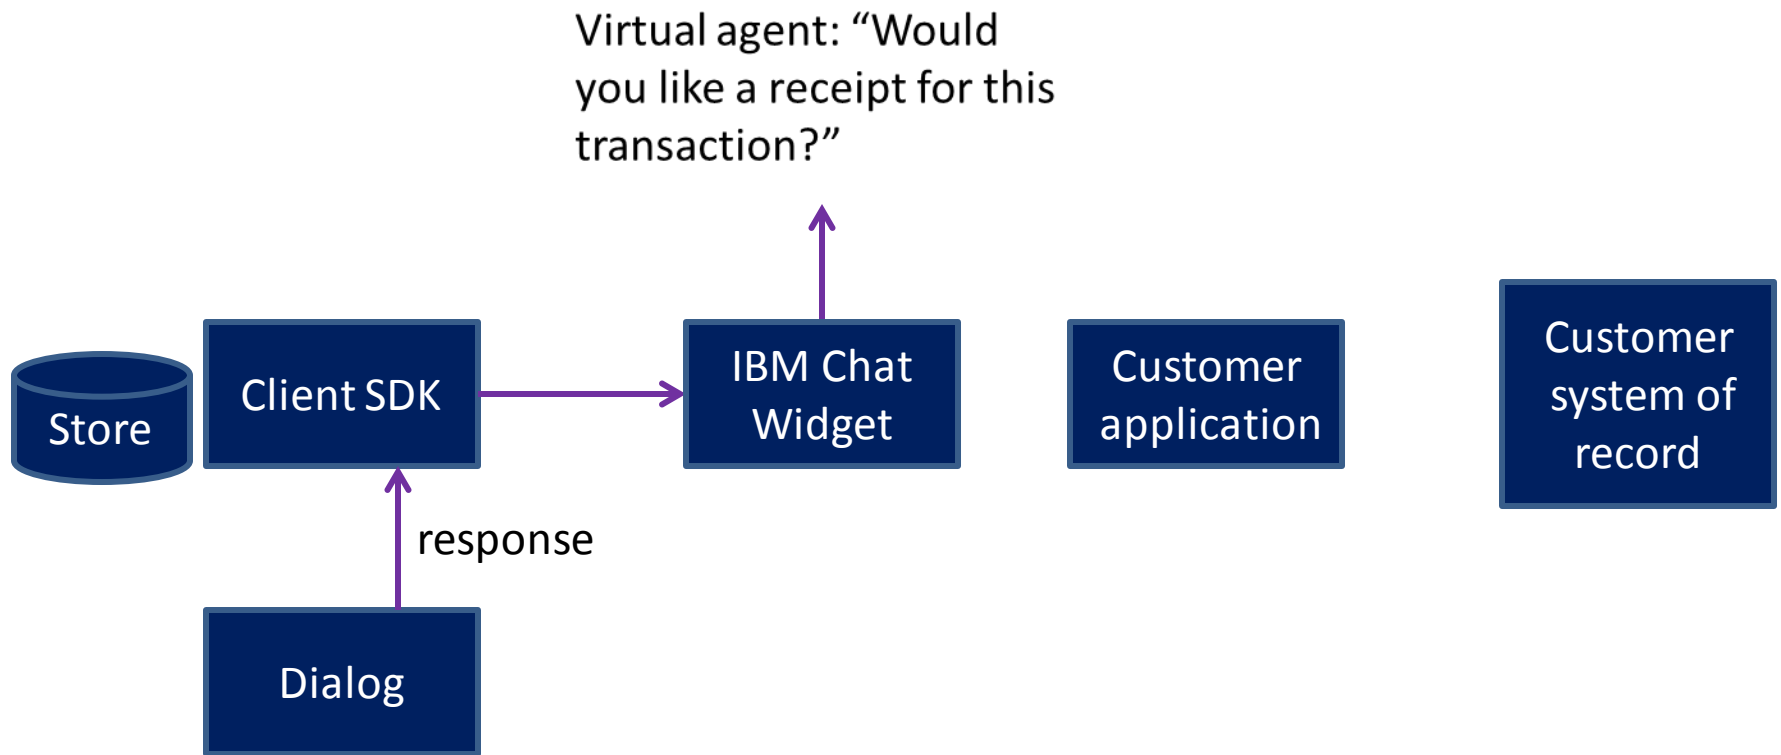 Virtual agent: “Would
you like a receipt for this
transaction?”
Store
Client SDK
IBM Chat
Widget
Customer
application
Customer
system of
record
response
Dialog